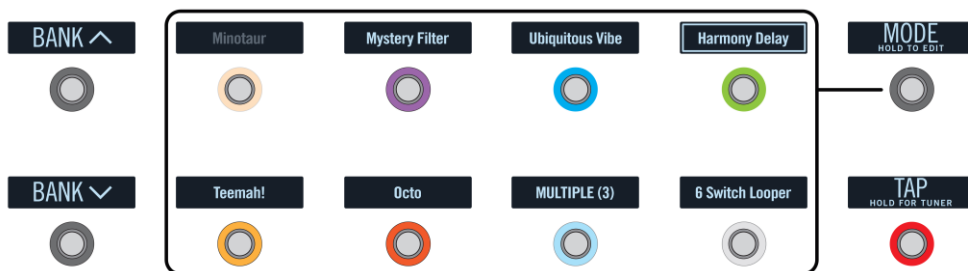 BANK
Minotaur
Mystery Filter
Ubiquitous Vibe
Harmony Delay
MODE
HOLD TO EDIT
BANK
Teemah!
Octo
MULTIPLE (3)
6 Switch Looper
TAP
HOLD FOR TUNER